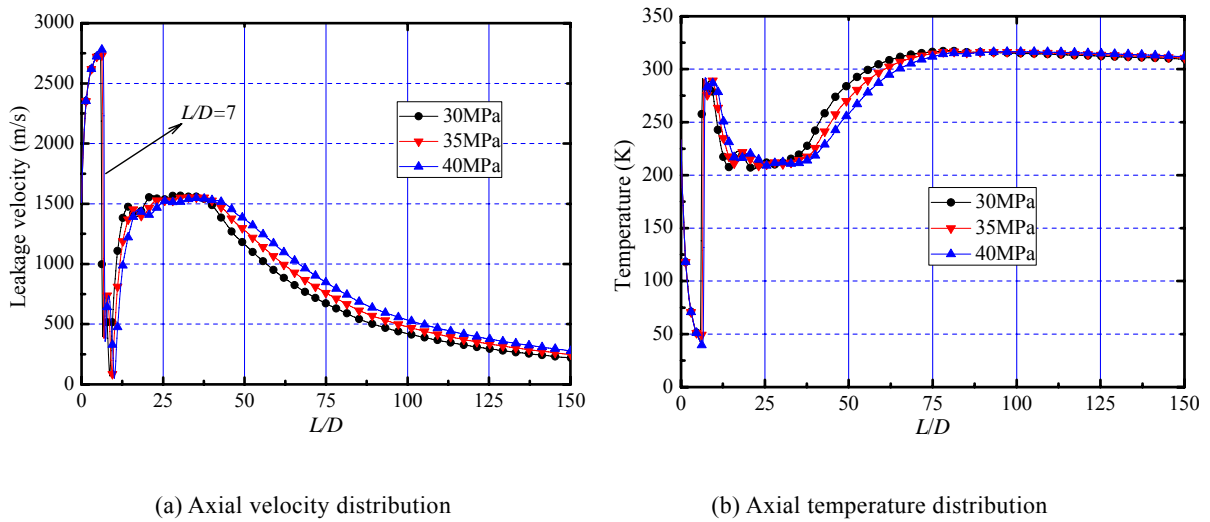 3000
2500
2000
1500
1000
500
0
Leakage velocity (m/s)
L/D=7
30MPa
35MPa
40MPa
0 25 50 75 100 125 150
L/D
(a) Axial velocity distribution
350
300
250
200
150
100
50
0
Temperature (K)
30MPa
35MPa
40MPa
0 25 50 75 100 125 150
L/D
(b) Axial temperature distribution